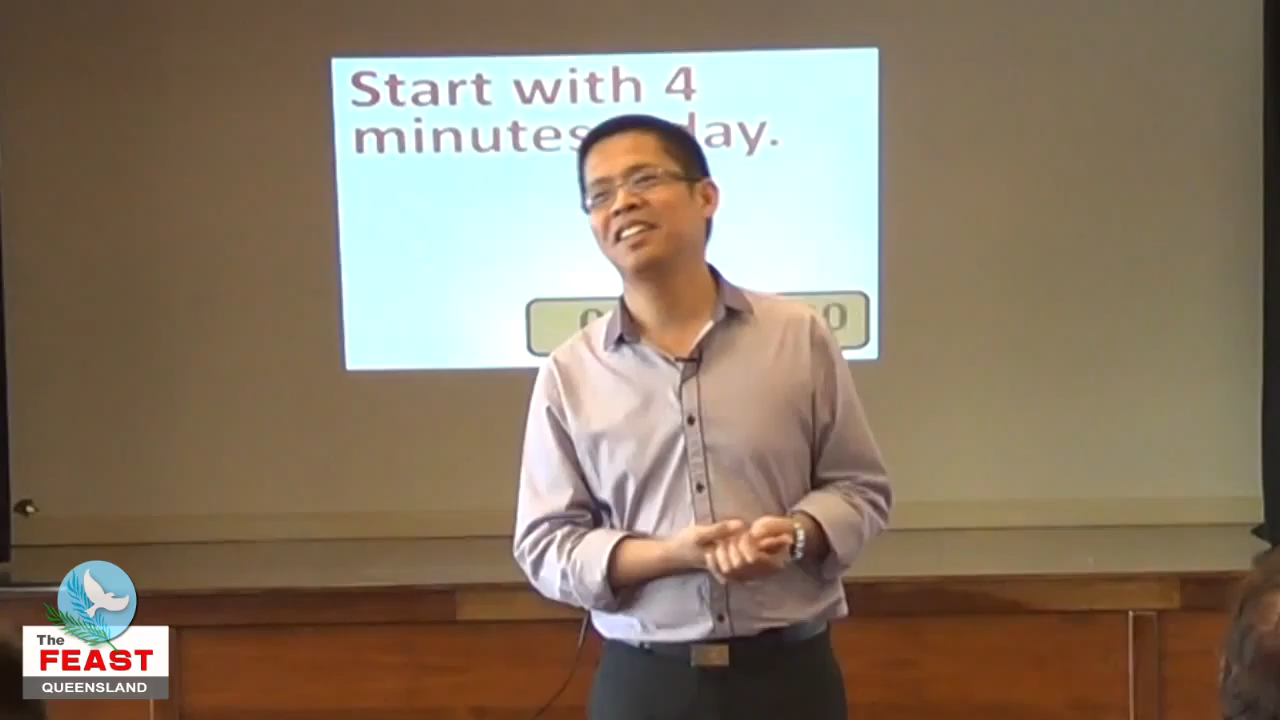 Start with 4
minutes day.
The
FEAST
QUEENSLAND